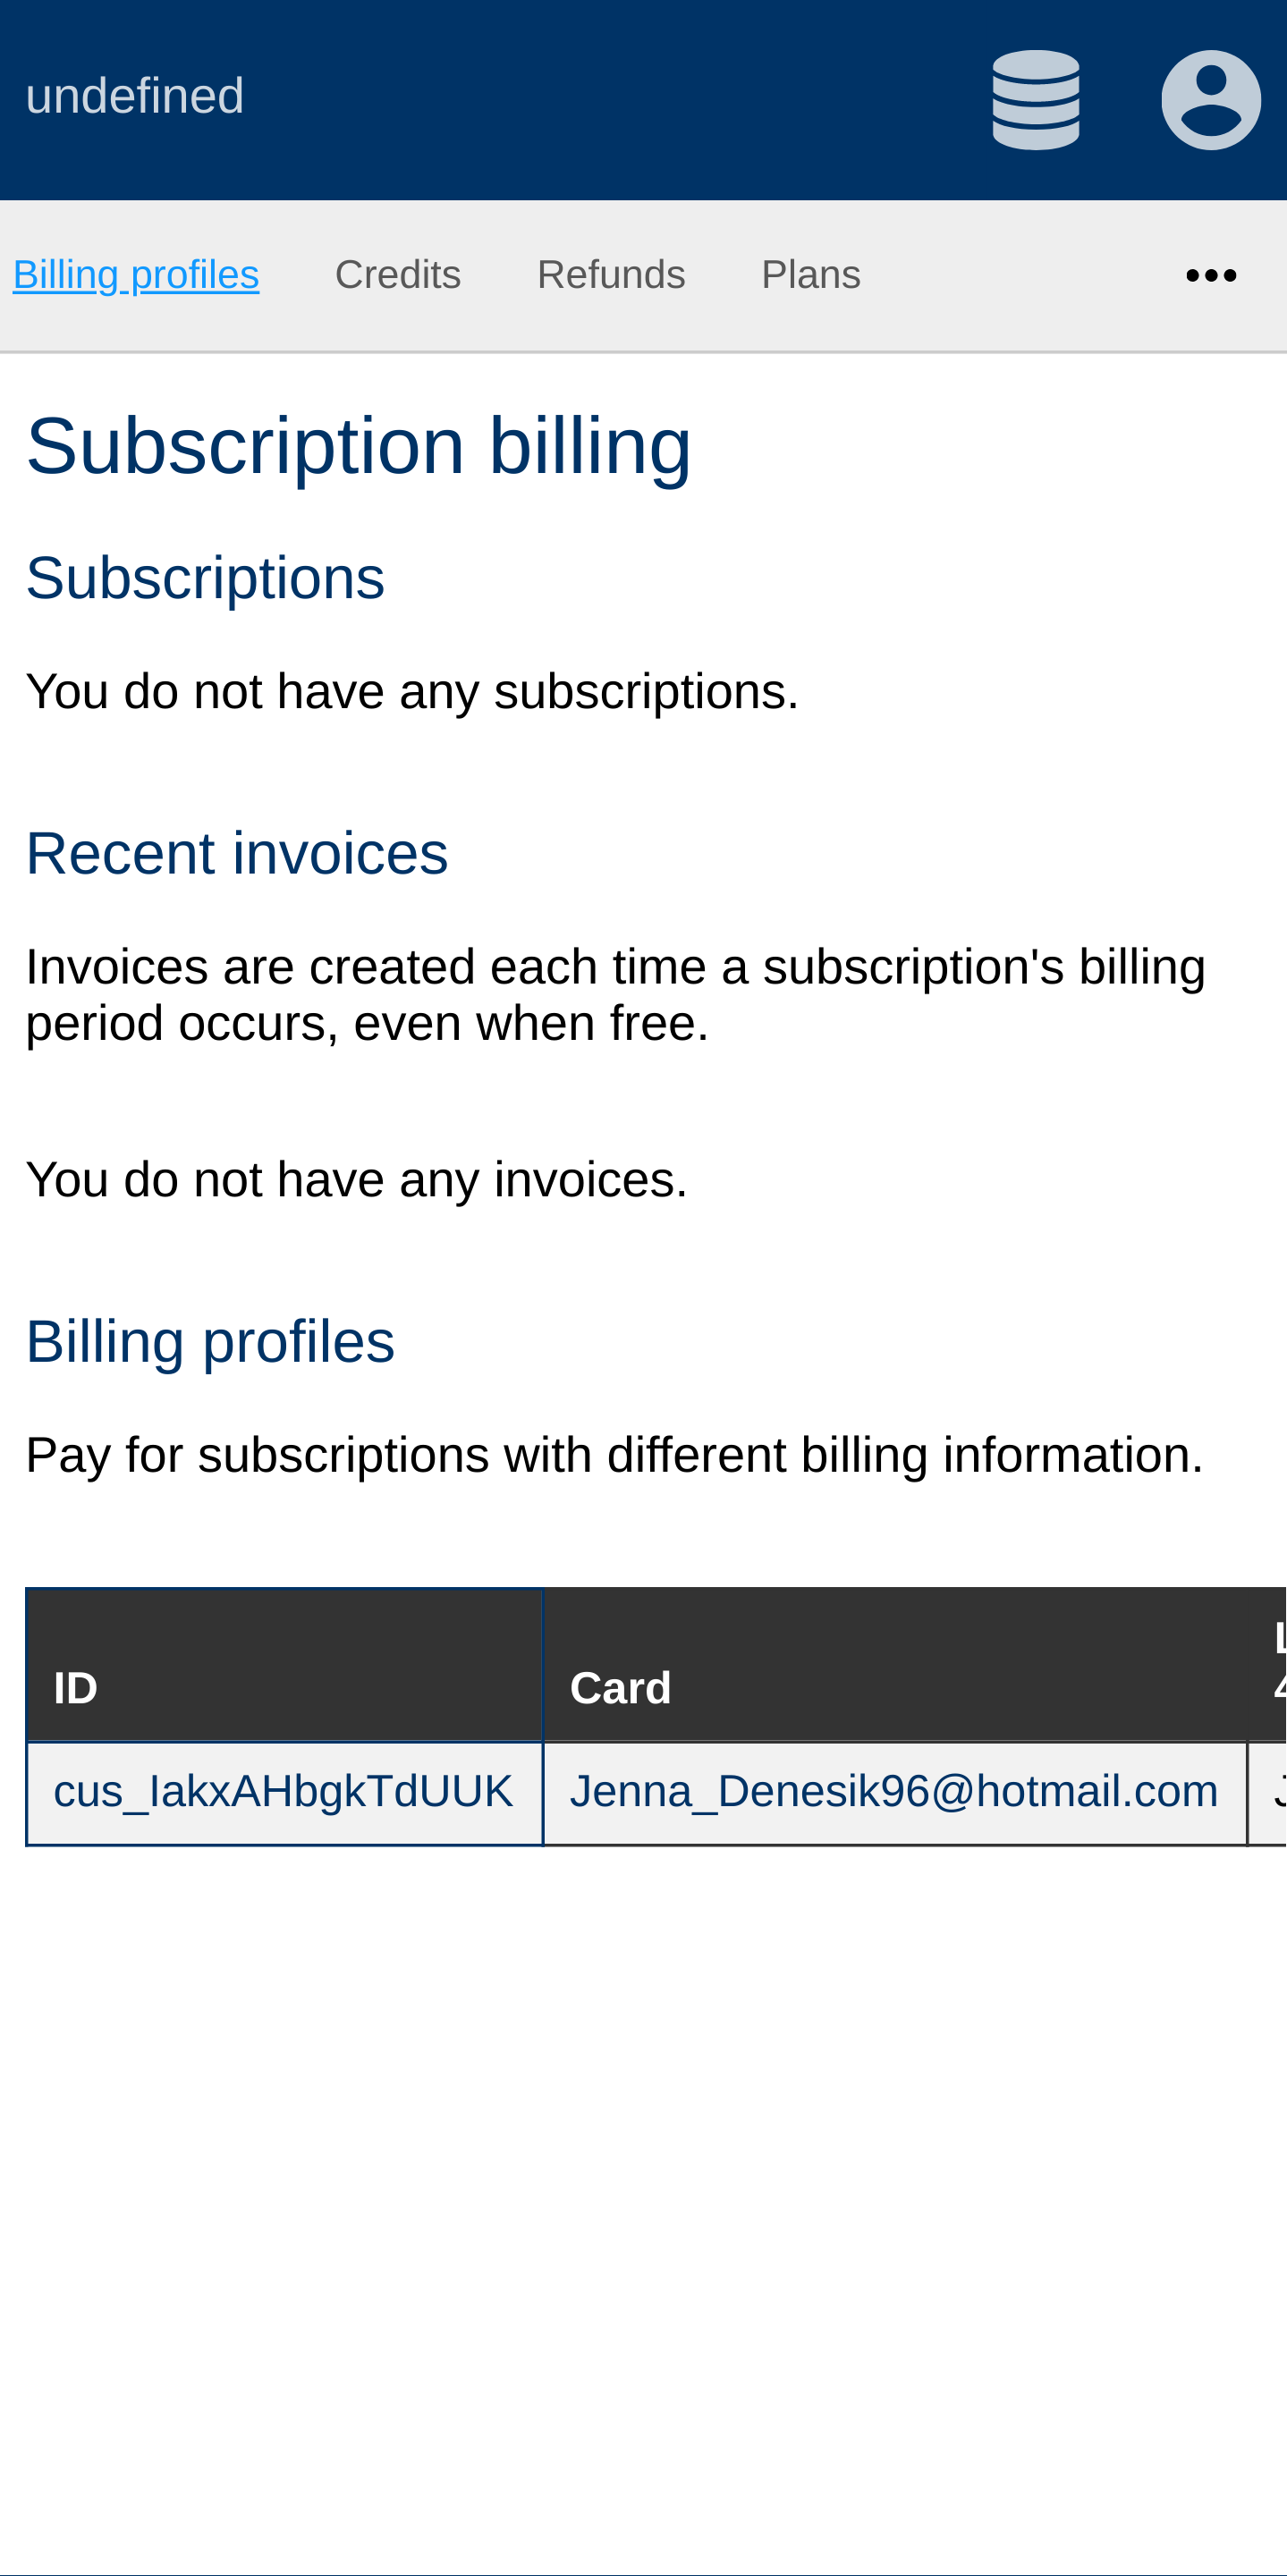 undefined
Billing profiles Credits Refunds Plans •••
Subscription billing
Subscriptions
You do not have any subscriptions.
Recent invoices
Invoices are created each time a subscription's billing
period occurs, even when free.
You do not have any invoices.
Billing profiles
Pay for subscriptions with different billing information.
ID Card
cus_IakxAHbgkTdUUK Jenna_Denesik96@hotmail.com